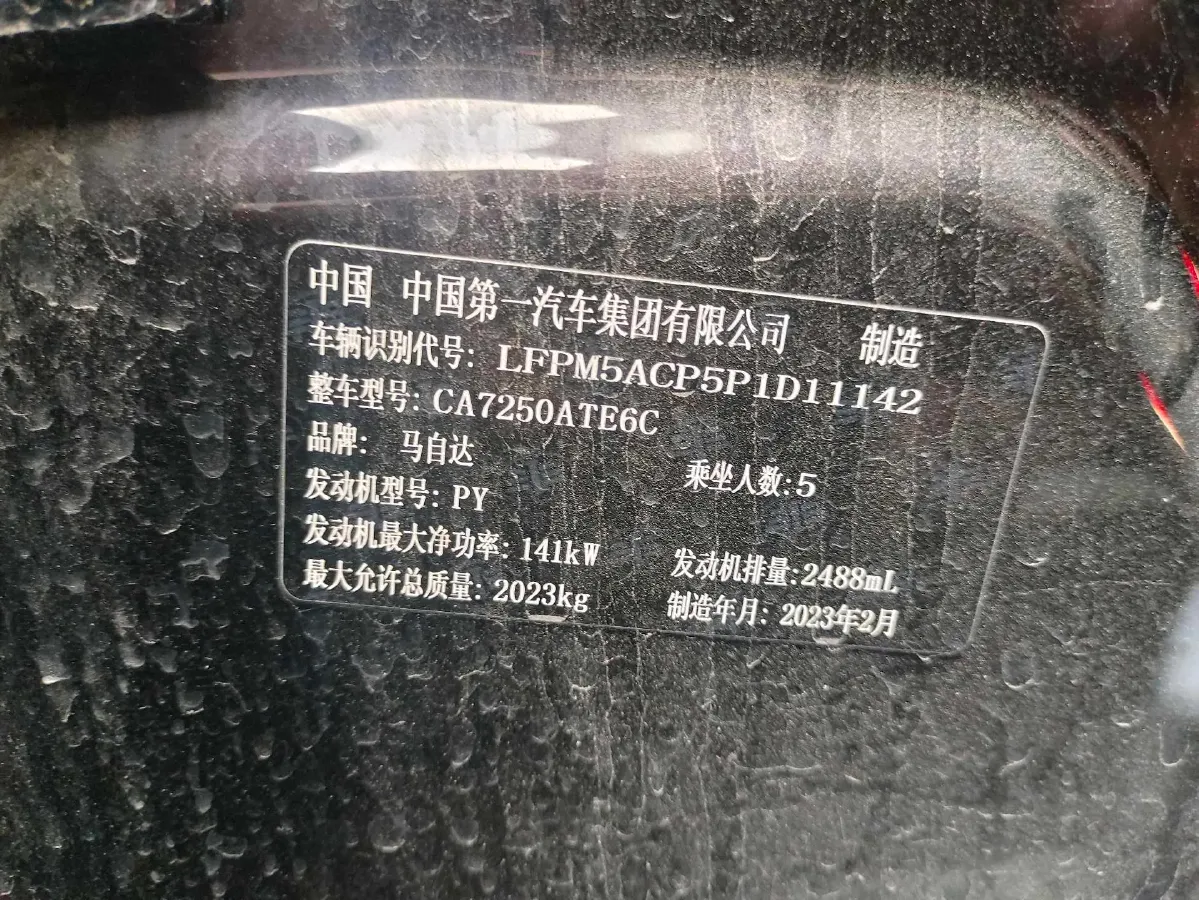 中国 中国第一汽车集团有限公司 制造
车辆识别代号: LFPM5ACP5P1D11142
整车型号: CA7250ATE6C
品牌: 马自达 乘坐人数:5
发动机型号: PY
发动机最大净功率: 141kW 发动机排量:2488mL
最大允许总质量: 2023kg 制造年月: 2023年2月